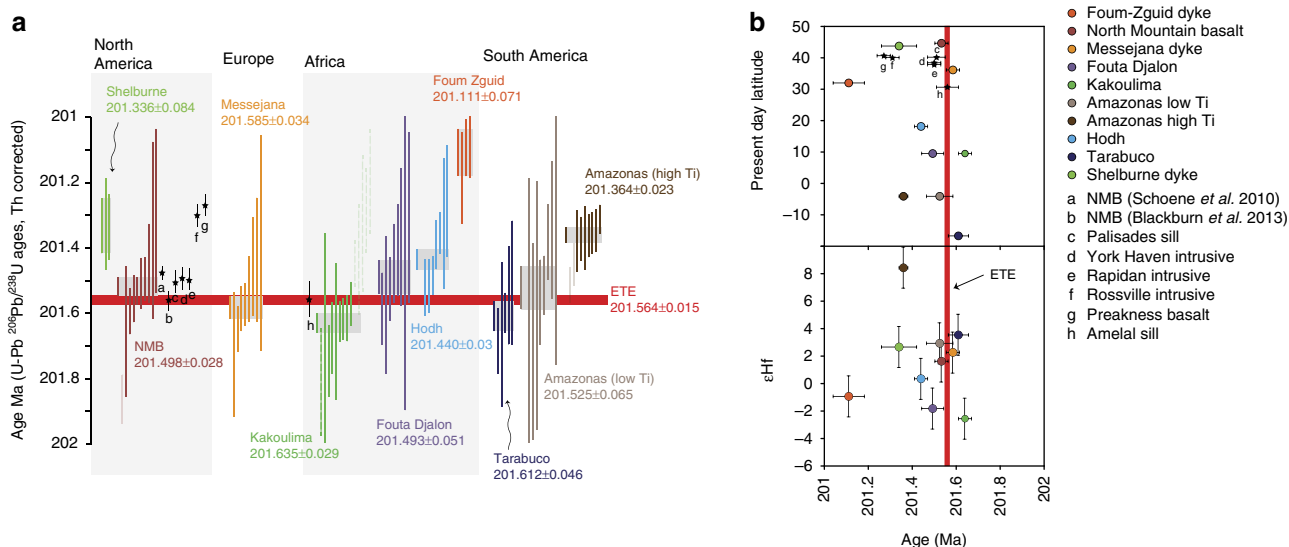 a
North
America
Europe
Africa
South America
Shelburne
201.336±0.084
Messejana
201.585±0.034
Foum Zguid
201.111±0.071
Amazonas (high Ti)
201.364±0.023
Age Ma (U-Pb ²⁰⁶Pb/²³⁸U ages, Th corrected)
201
201.2
201.4
201.6
201.8
202
a
b
c
d
e
f
g
h
ETE
201.564±0.015
NMB
201.498±0.028
Hodh
201.440±0.03
Amazonas (low Ti)
201.525±0.065
Fouta Djalon
201.493±0.051
Kakoulima
201.635±0.029
Tarabuco
201.612±0.046
b
Present day latitude
50
40
30
20
10
0
−10
g
f
c
d
e
h
ETE
εHf
8
6
4
2
0
−2
−4
−6
201
201.2
201.4
201.6
201.8
202
Age (Ma)
Foum-Zguid dyke
North Mountain basalt
Messejana dyke
Fouta Djalon
Kakoulima
Amazonas low Ti
Amazonas high Ti
Hodh
Tarabuco
Shelburne dyke
a NMB (Schoene et al. 2010)
b NMB (Blackburn et al. 2013)
c Palisades sill
d York Haven intrusive
e Rapidan intrusive
f Rossville intrusive
g Preakness basalt
h Amelal sill